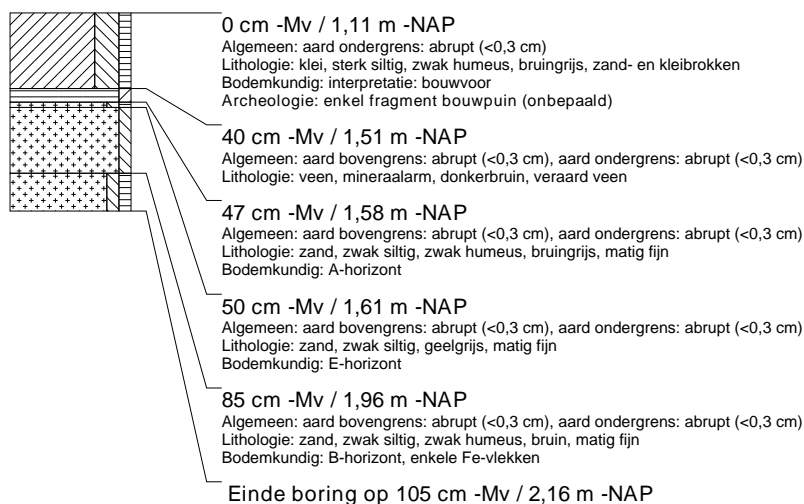 0 cm -Mv / 1,11 m -NAP
Algemeen: aard ondergrens: abrupt (<0,3 cm)
Lithologie: klei, sterk siltig, zwak humeus, bruingrijs, zand- en kleibrokken
Bodemkundig: interpretatie: bouwvoor
Archeologie: enkel fragment bouwpuin (onbepaald)
40 cm -Mv / 1,51 m -NAP
Algemeen: aard bovengrens: abrupt (<0,3 cm), aard ondergrens: abrupt (<0,3 cm)
Lithologie: veen, mineraalarm, donkerbruin, veraard veen
47 cm -Mv / 1,58 m -NAP
Algemeen: aard bovengrens: abrupt (<0,3 cm), aard ondergrens: abrupt (<0,3 cm)
Lithologie: zand, zwak siltig, zwak humeus, bruingrijs, matig fijn
Bodemkundig: A-horizont
50 cm -Mv / 1,61 m -NAP
Algemeen: aard bovengrens: abrupt (<0,3 cm), aard ondergrens: abrupt (<0,3 cm)
Lithologie: zand, zwak siltig, geelgrijs, matig fijn
Bodemkundig: E-horizont
85 cm -Mv / 1,96 m -NAP
Algemeen: aard bovengrens: abrupt (<0,3 cm), aard ondergrens: abrupt (<0,3 cm)
Lithologie: zand, zwak siltig, zwak humeus, bruin, matig fijn
Bodemkundig: B-horizont, enkele Fe-vlekken
Einde boring op 105 cm -Mv / 2,16 m -NAP